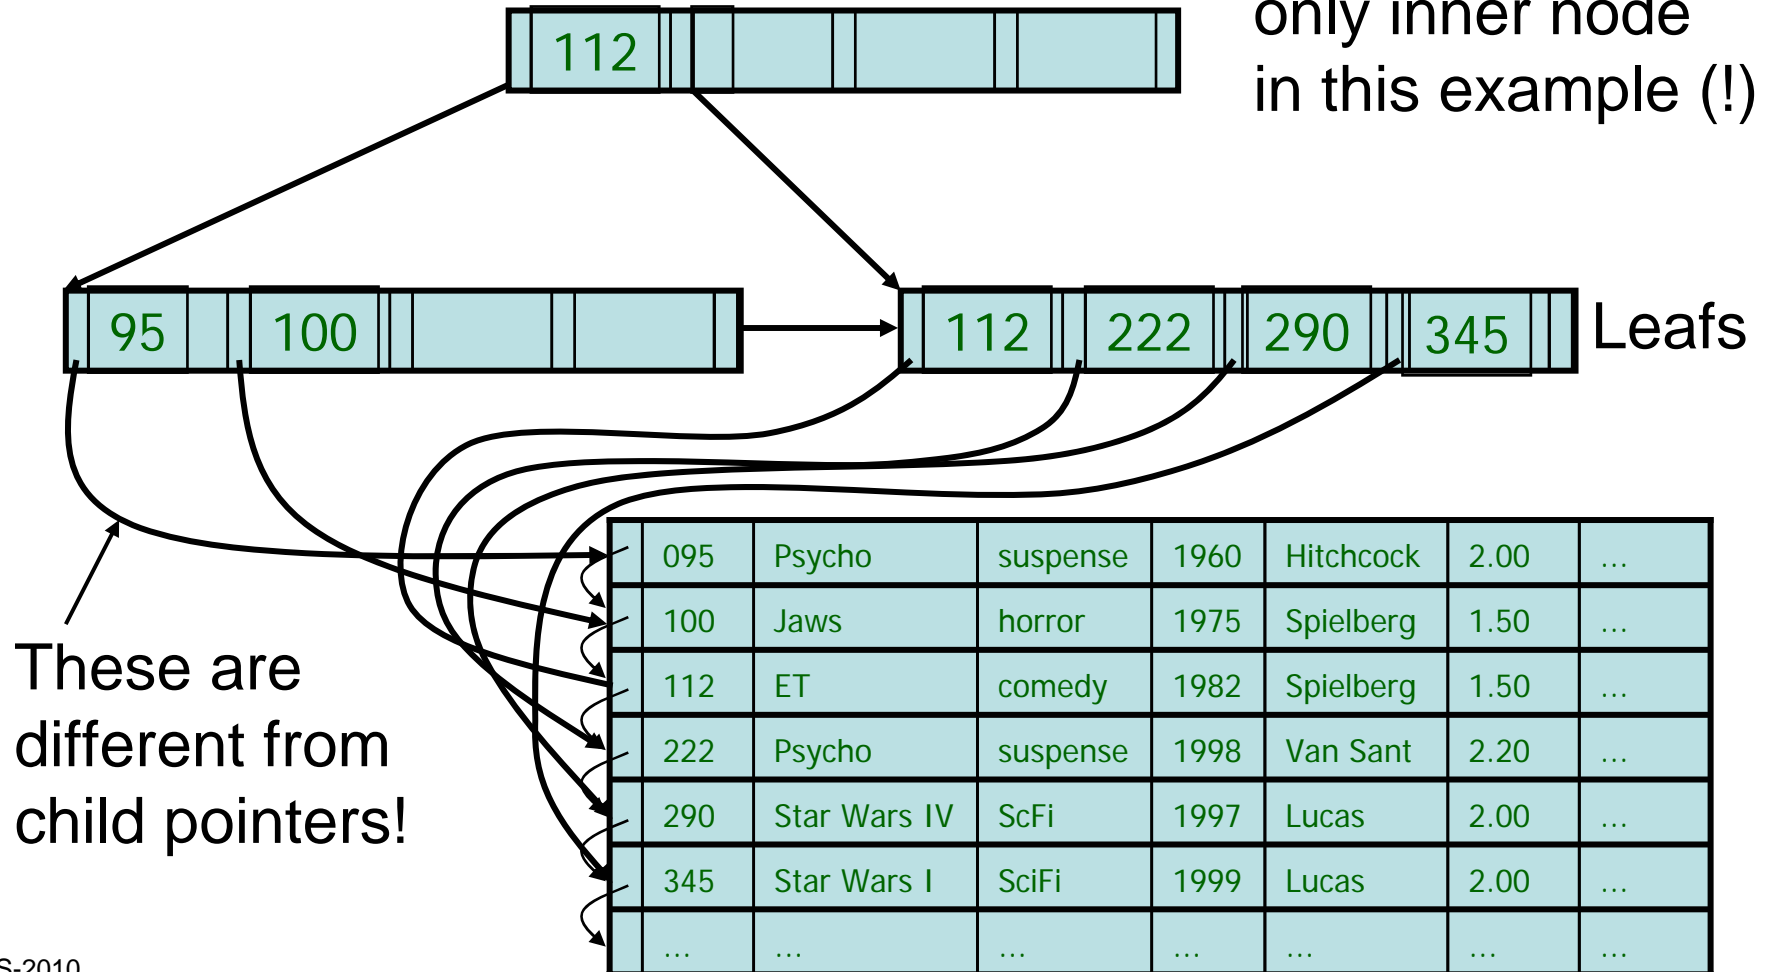 only inner node
in this example (!)
112
95 100
112 222 290 345
Leafs
These are
different from
child pointers!
095 Psycho suspense 1960 Hitchcock 2.00 ...
100 Jaws horror 1975 Spielberg 1.50 ...
112 ET comedy 1982 Spielberg 1.50 ...
222 Psycho suspense 1998 Van Sant 2.20 ...
290 Star Wars IV ScFi 1997 Lucas 2.00 ...
345 Star Wars I SciFi 1999 Lucas 2.00 ...
... ... ... ... ... ... ...
S-2010